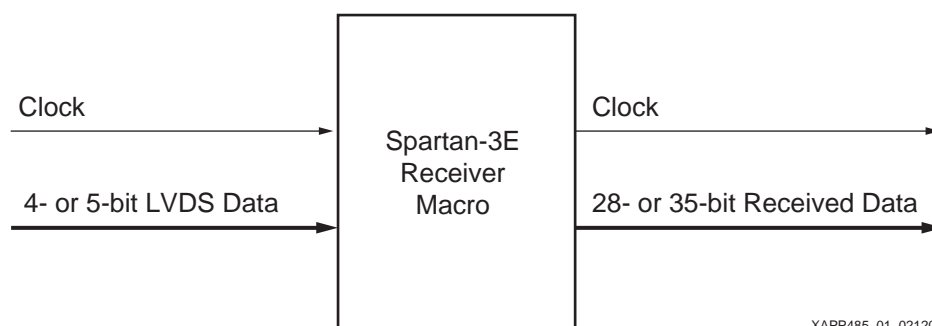 Clock
4- or 5-bit LVDS Data
Spartan-3E
Receiver
Macro
Clock
28- or 35-bit Received Data